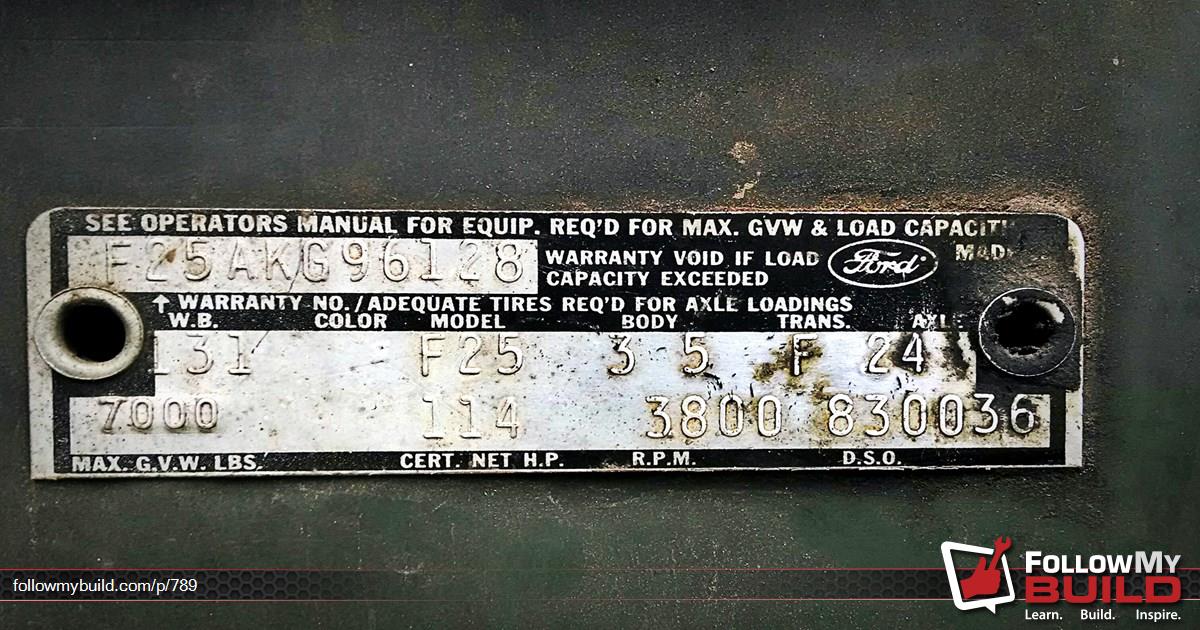 SEE OPERATORS MANUAL FOR EQUIP. REQ'D FOR MAX. GVW & LOAD
F25AKG96128
WARRANTY VOID IF LOAD
CAPACITY EXCEEDED
Ford
↑ WARRANTY NO./ADEQUATE TIRES REQ'D FOR AXLE LOADINGS
W.B. COLOR MODEL BODY TRANS.
131 F25 3 5 F 24
7000 114 3800 830036
MAX. G.V.W. LBS. CERT. NET H.P. R.P.M. D.S.O.
followmybuild.com/p/789
FOLLOWMY
BUILD
Learn. Build. Inspire.